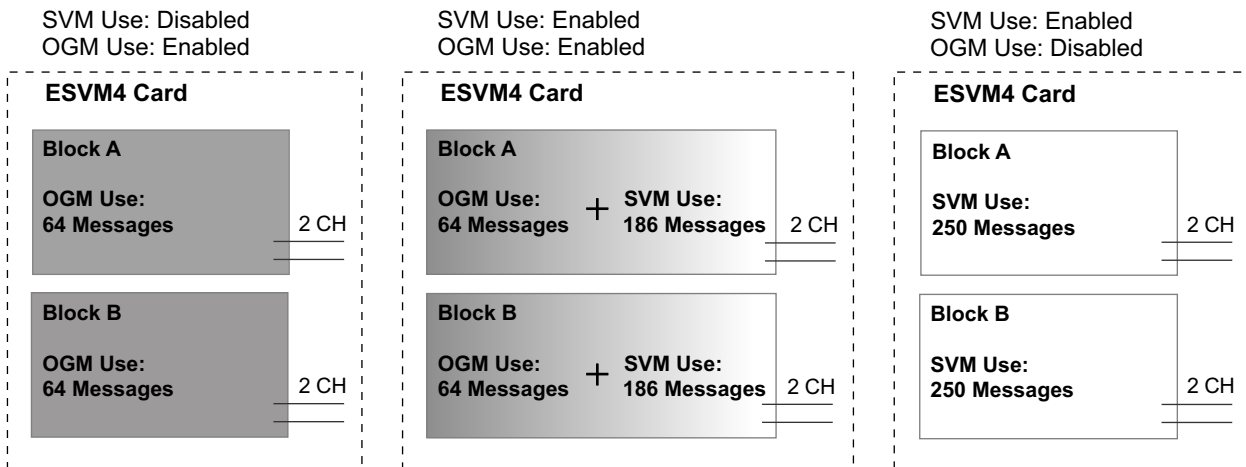 SVM Use: Disabled
OGM Use: Enabled
ESVM4 Card
Block A
OGM Use:
64 Messages
2 CH
Block B
OGM Use:
64 Messages
2 CH
SVM Use: Enabled
OGM Use: Enabled
ESVM4 Card
Block A
OGM Use:
64 Messages
+
SVM Use:
186 Messages
2 CH
Block B
OGM Use:
64 Messages
+
SVM Use:
186 Messages
2 CH
SVM Use: Enabled
OGM Use: Disabled
ESVM4 Card
Block A
SVM Use:
250 Messages
2 CH
Block B
SVM Use:
250 Messages
2 CH